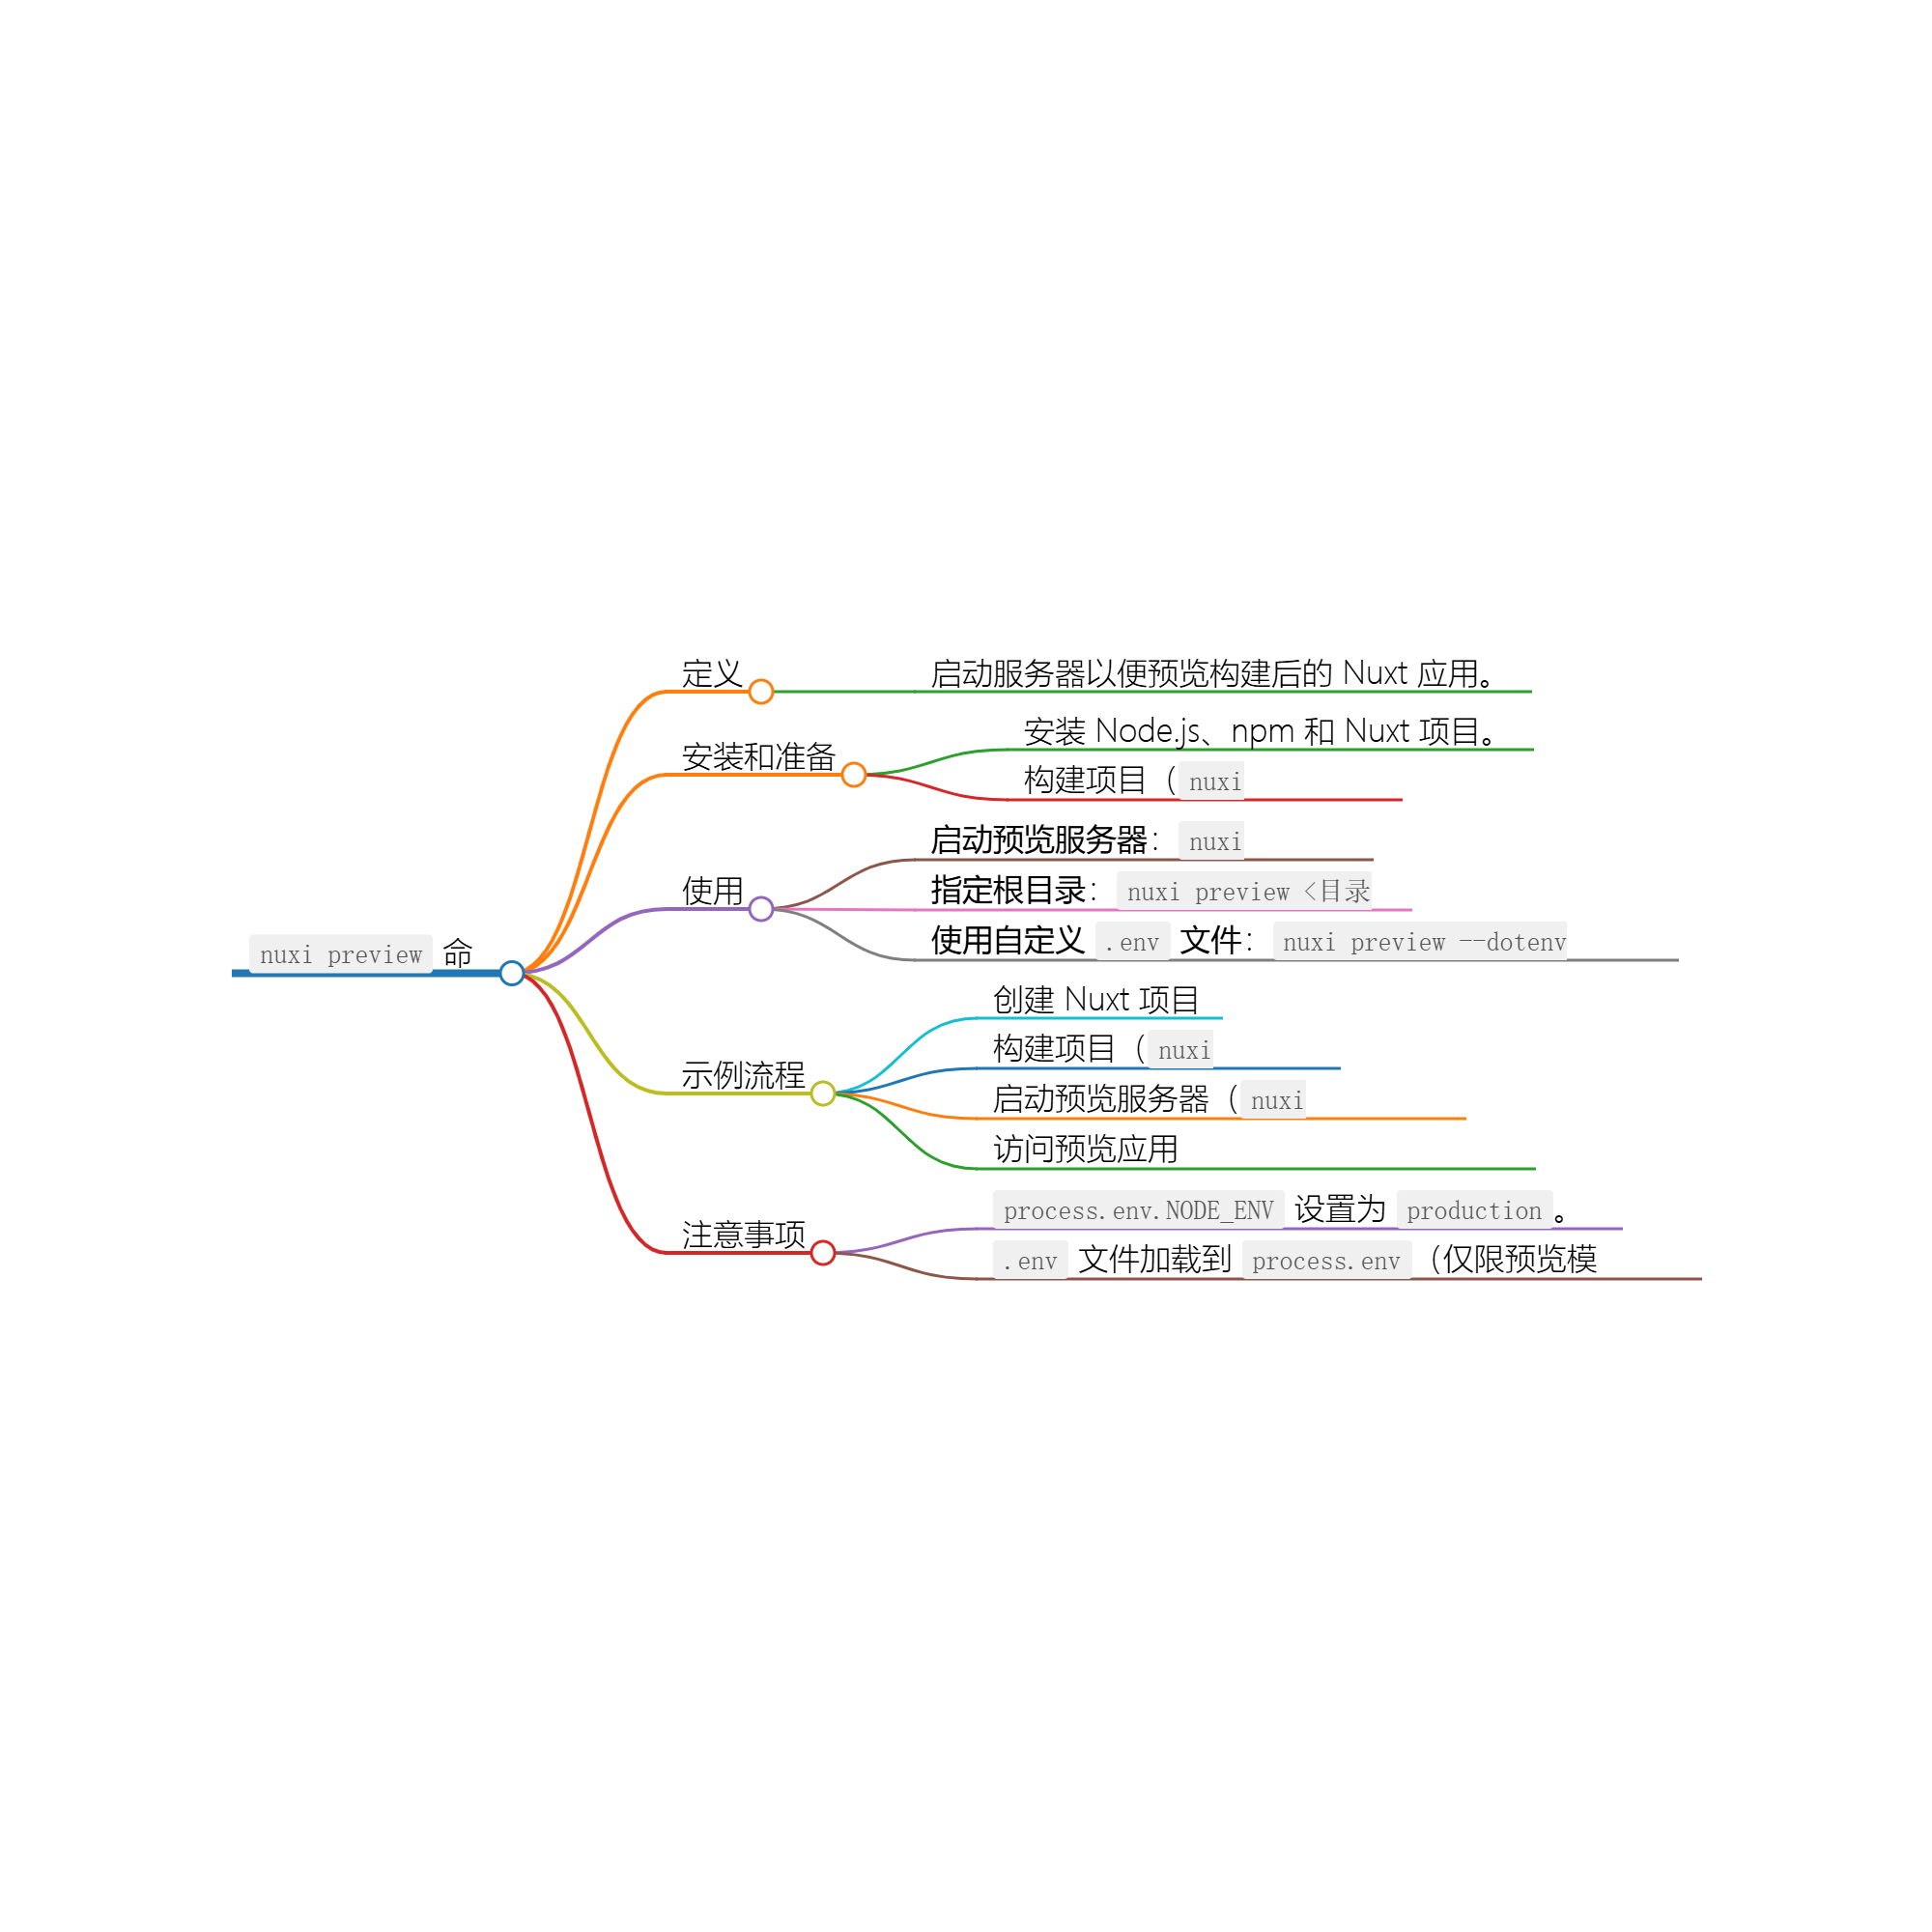 定义
启动服务器以便预览构建后的 Nuxt 应用。
安装和准备
安装 Node.js、npm 和 Nuxt 项目。
构建项目（nuxi
使用
启动预览服务器：nuxi
指定根目录：nuxi preview <目录
使用自定义 .env 文件：nuxi preview --dotenv
nuxi preview 命
示例流程
创建 Nuxt 项目
构建项目（nuxi
启动预览服务器（nuxi
访问预览应用
注意事项
process.env.NODE_ENV 设置为 production。
.env 文件加载到 process.env（仅限预览模